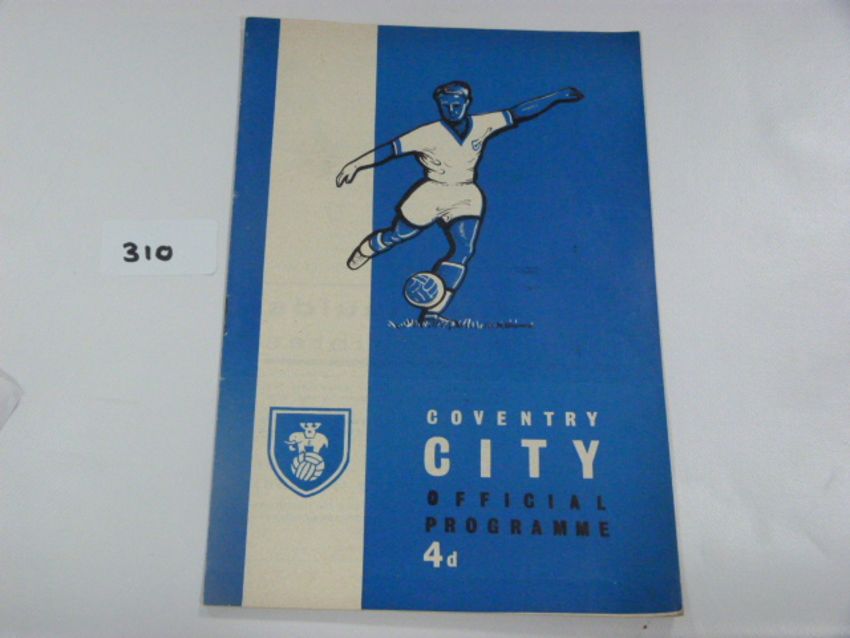 310
COVENTRY
CITY
OFFICIAL
PROGRAMME
4d